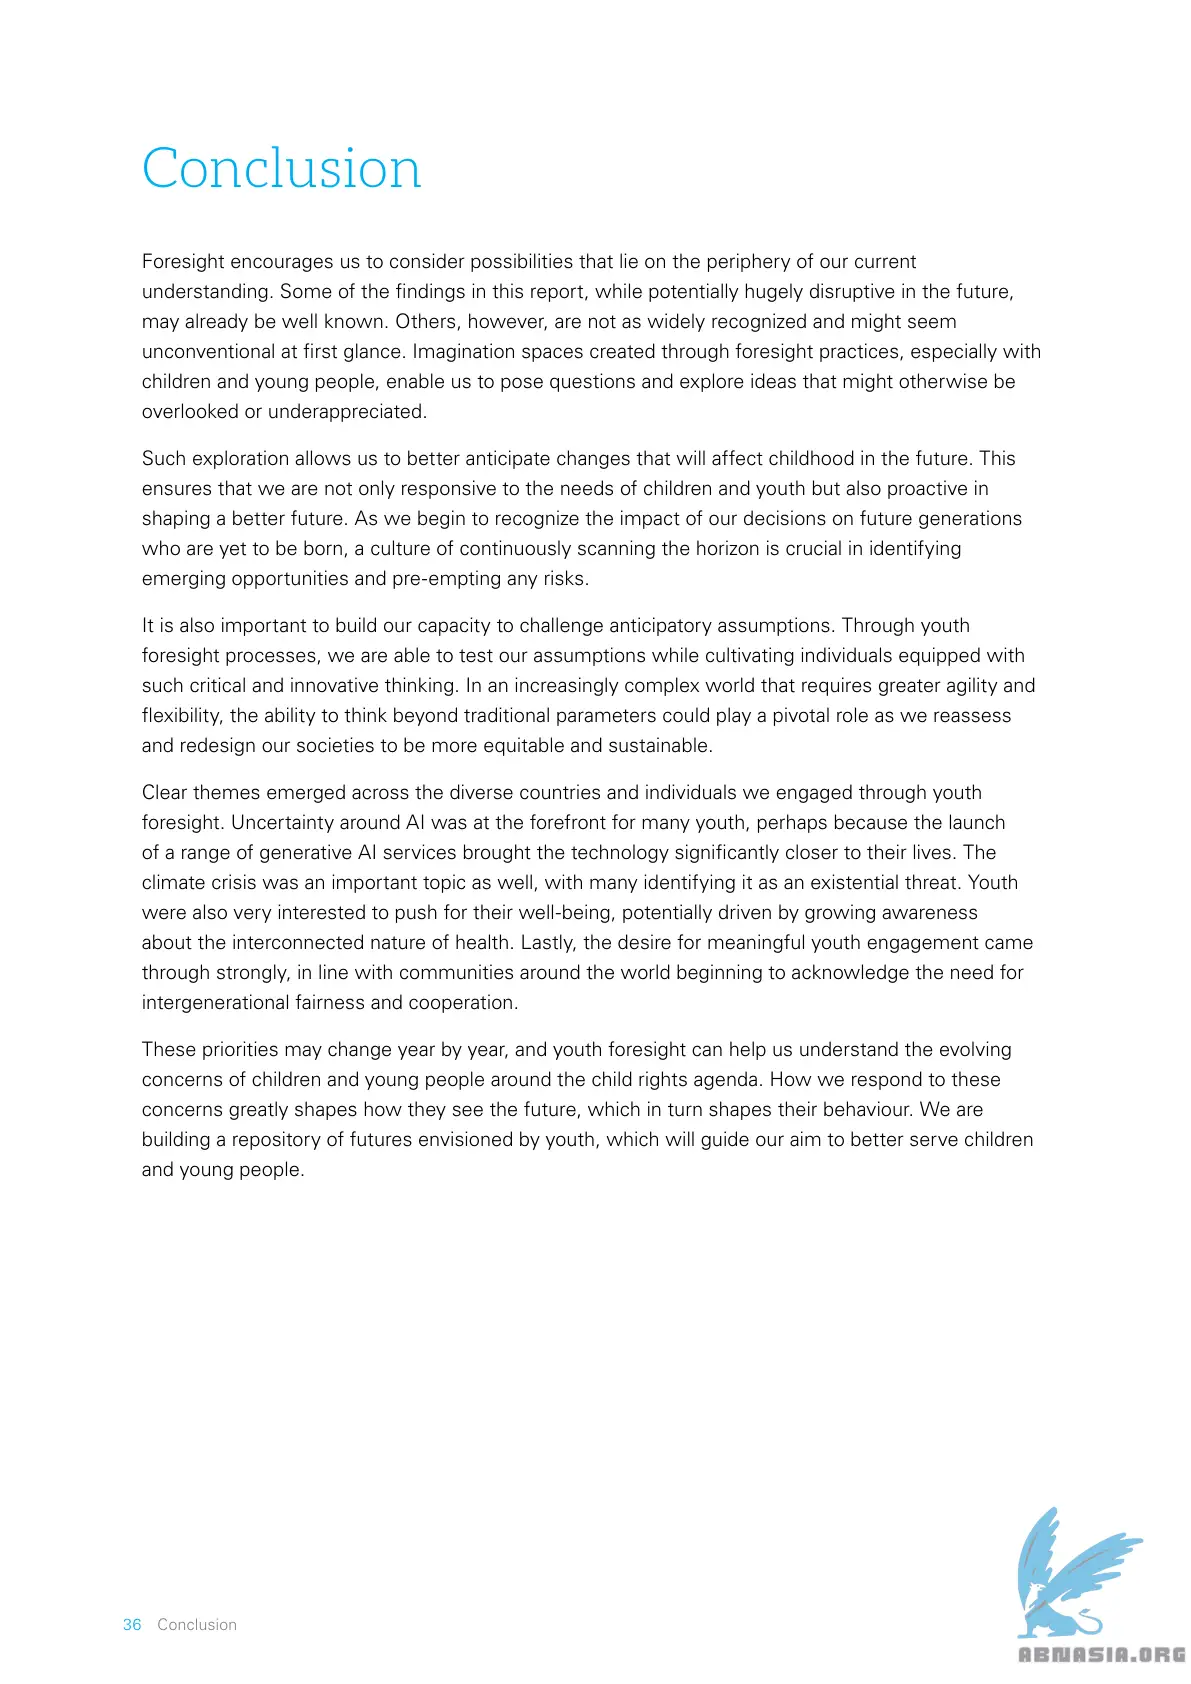 Conclusion
Foresight encourages us to consider possibilities that lie on the periphery of our current
understanding. Some of the findings in this report, while potentially hugely disruptive in the future,
may already be well known. Others, however, are not as widely recognized and might seem
unconventional at first glance. Imagination spaces created through foresight practices, especially with
children and young people, enable us to pose questions and explore ideas that might otherwise be
overlooked or underappreciated.
Such exploration allows us to better anticipate changes that will affect childhood in the future. This
ensures that we are not only responsive to the needs of children and youth but also proactive in
shaping a better future. As we begin to recognize the impact of our decisions on future generations
who are yet to be born, a culture of continuously scanning the horizon is crucial in identifying
emerging opportunities and pre-empting any risks.
It is also important to build our capacity to challenge anticipatory assumptions. Through youth
foresight processes, we are able to test our assumptions while cultivating individuals equipped with
such critical and innovative thinking. In an increasingly complex world that requires greater agility and
flexibility, the ability to think beyond traditional parameters could play a pivotal role as we reassess
and redesign our societies to be more equitable and sustainable.
Clear themes emerged across the diverse countries and individuals we engaged through youth
foresight. Uncertainty around AI was at the forefront for many youth, perhaps because the launch
of a range of generative AI services brought the technology significantly closer to their lives. The
climate crisis was an important topic as well, with many identifying it as an existential threat. Youth
were also very interested to push for their well-being, potentially driven by growing awareness
about the interconnected nature of health. Lastly, the desire for meaningful youth engagement came
through strongly, in line with communities around the world beginning to acknowledge the need for
intergenerational fairness and cooperation.
These priorities may change year by year, and youth foresight can help us understand the evolving
concerns of children and young people around the child rights agenda. How we respond to these
concerns greatly shapes how they see the future, which in turn shapes their behaviour. We are
building a repository of futures envisioned by youth, which will guide our aim to better serve children
and young people.
36 Conclusion
ABNASIA.ORG